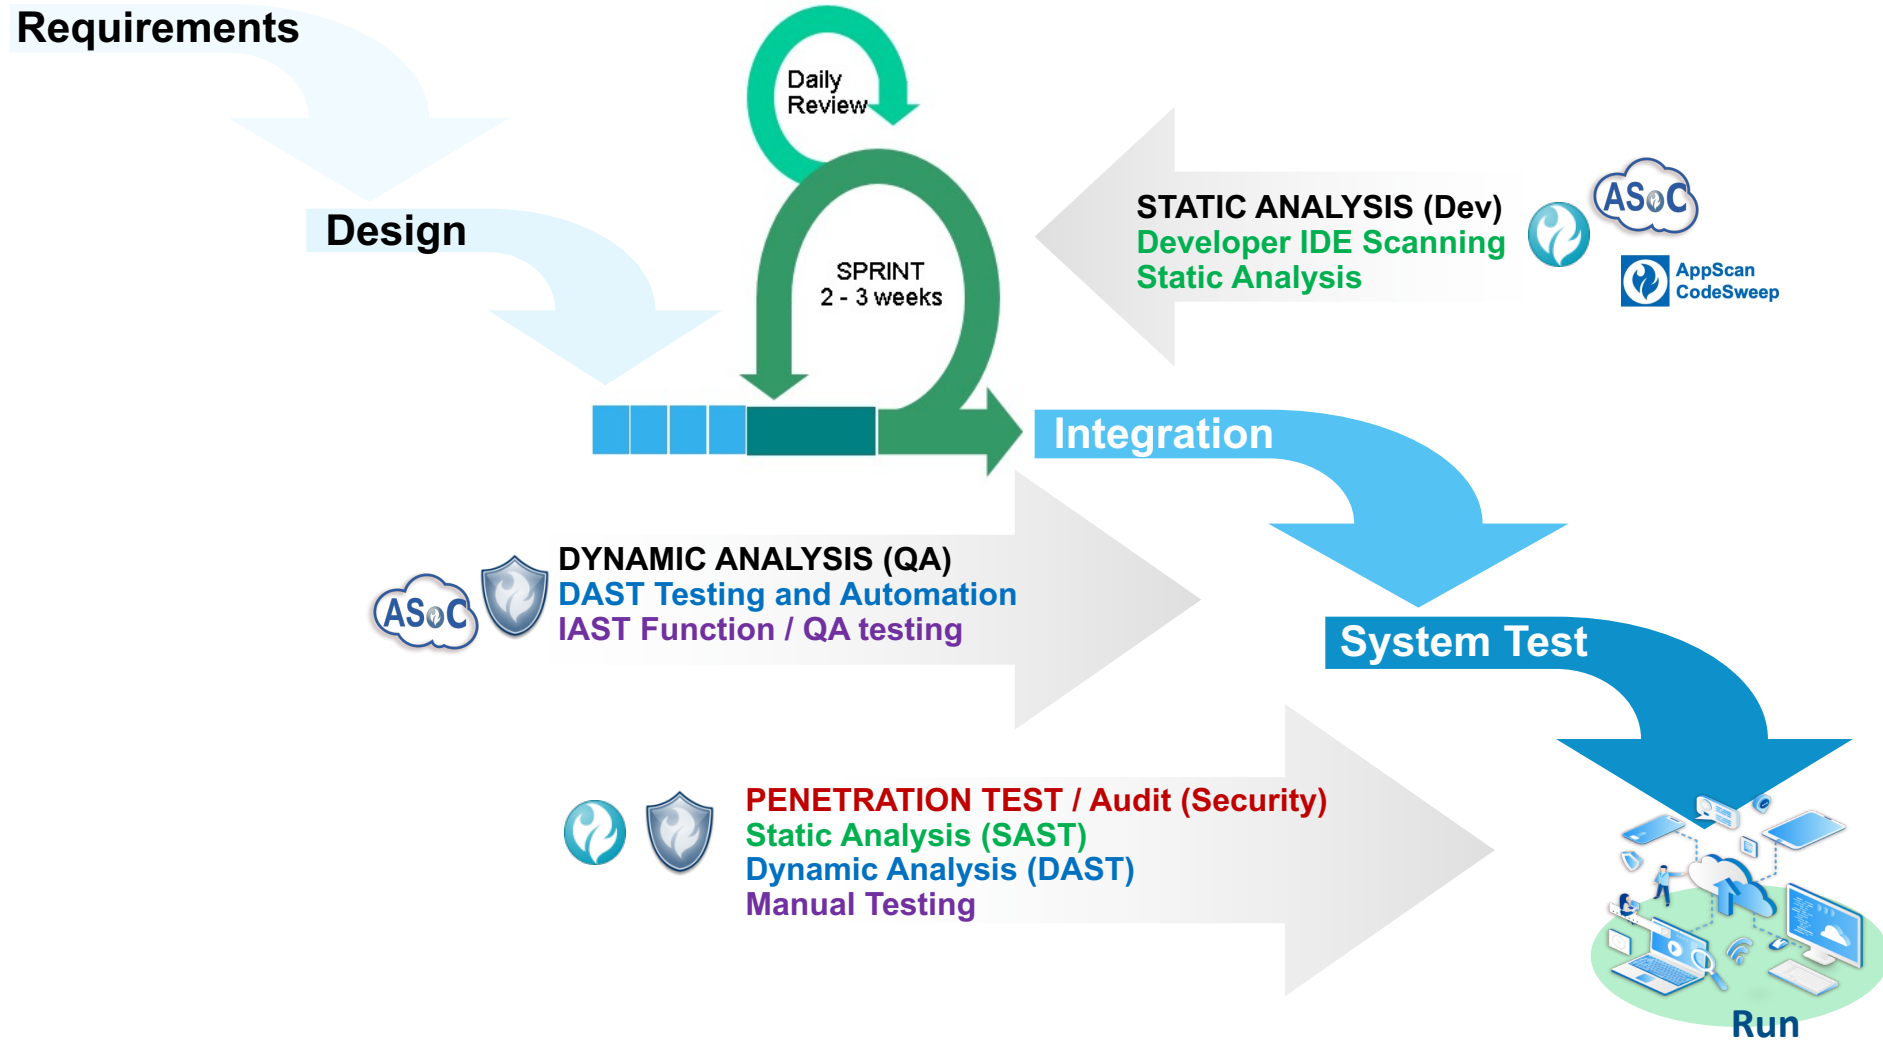 Requirements
Daily
Review
Design
SPRINT
2 - 3 weeks
STATIC ANALYSIS (Dev)
Developer IDE Scanning
Static Analysis
ASoC
AppScan
CodeSweep
Integration
DYNAMIC ANALYSIS (QA)
DAST Testing and Automation
IAST Function / QA testing
ASoC
System Test
PENETRATION TEST / Audit (Security)
Static Analysis (SAST)
Dynamic Analysis (DAST)
Manual Testing
Run